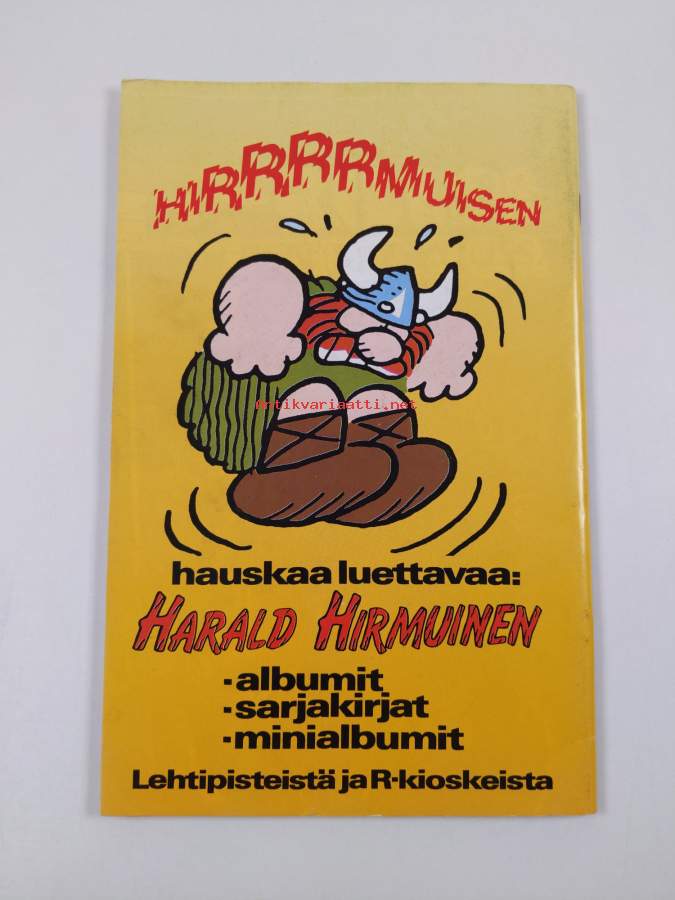 HIRRRRMUISEN
Antikvariaatti.net
hauskaa luettavaa:
HARALD HIRMUINEN
-albumit
-sarjakirjat
-minialbumit
Lehtipisteistä ja R-kioskeista